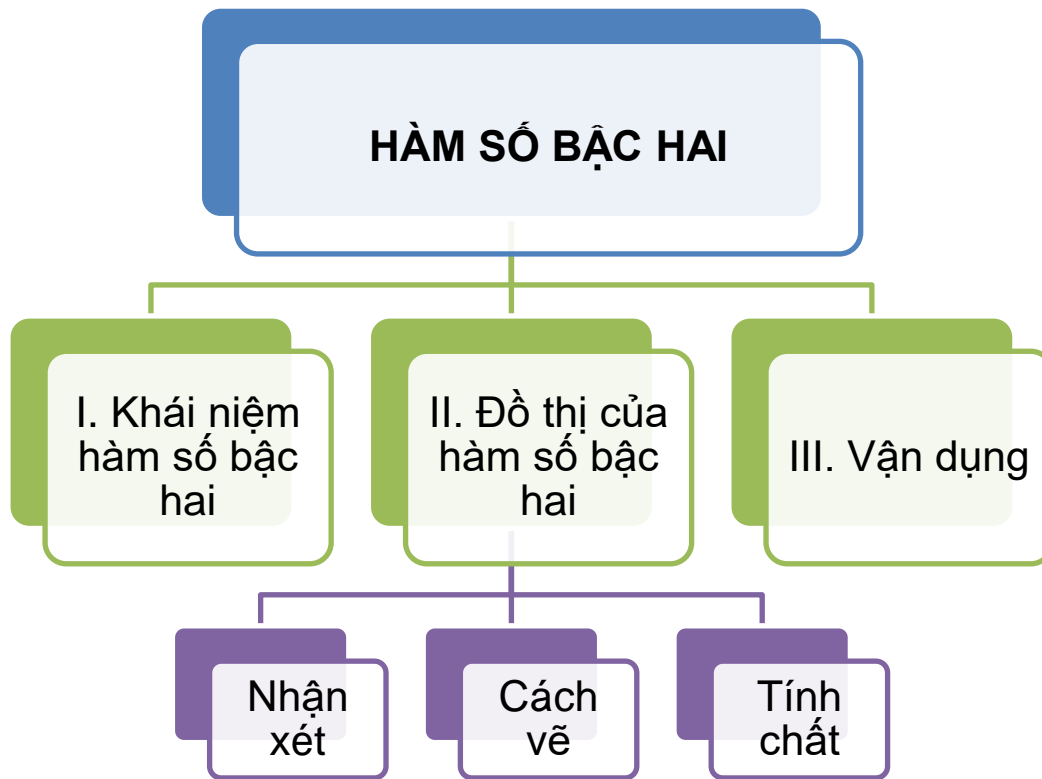 HÀM SỐ BẬC HAI
I. Khái niệm
hàm số bậc
hai
II. Đồ thị của
hàm số bậc
hai
III. Vận dụng
Nhận
xét
Cách
vẽ
Tính
chất